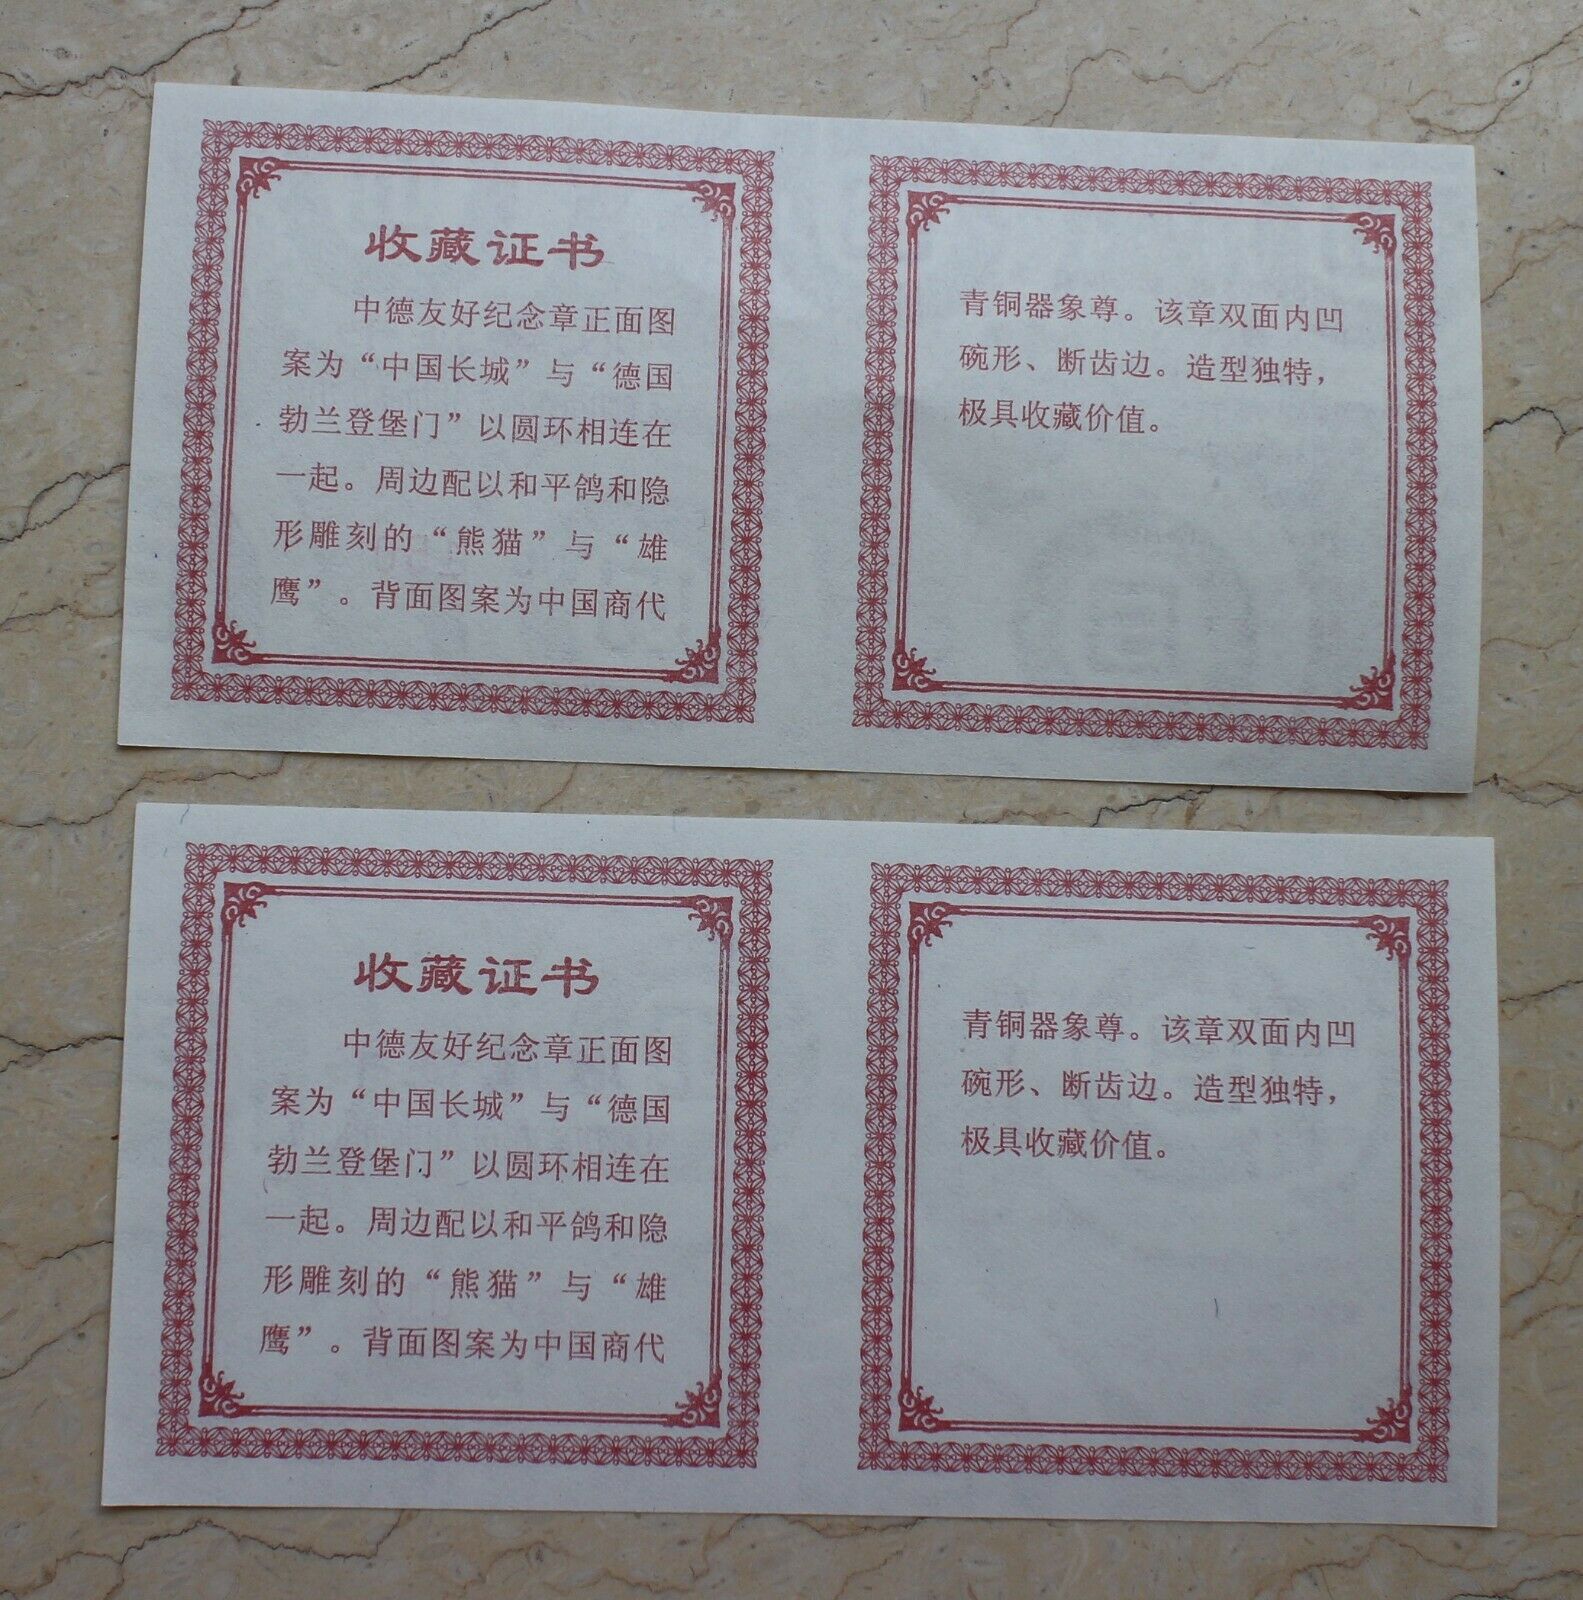 收藏证书
中德友好纪念章正面图
案为“中国长城”与“德国
勃兰登堡门”以圆环相连在
一起。周边配以和平鸽和隐
形雕刻的“熊猫”与“雄
鹰”。背面图案为中国商代
青铜器象尊。该章双面内凹
碗形、断齿边。造型独特，
极具收藏价值。
收藏证书
中德友好纪念章正面图
案为“中国长城”与“德国
勃兰登堡门”以圆环相连在
一起。周边配以和平鸽和隐
形雕刻的“熊猫”与“雄
鹰”。背面图案为中国商代
青铜器象尊。该章双面内凹
碗形、断齿边。造型独特，
极具收藏价值。